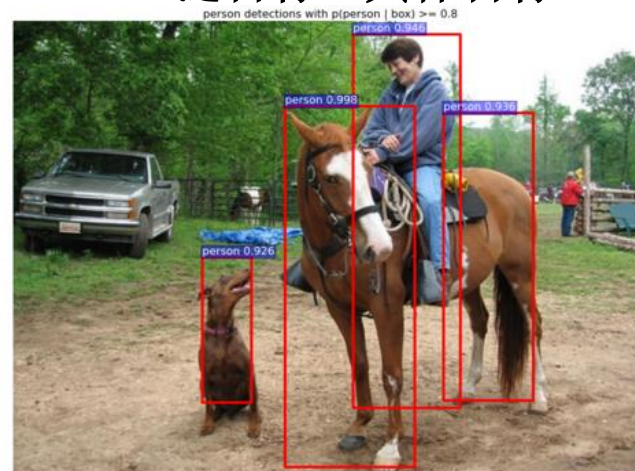 person detections with p(person | box) >= 0.8
person 0.946
person 0.998
person 0.936
person 0.926